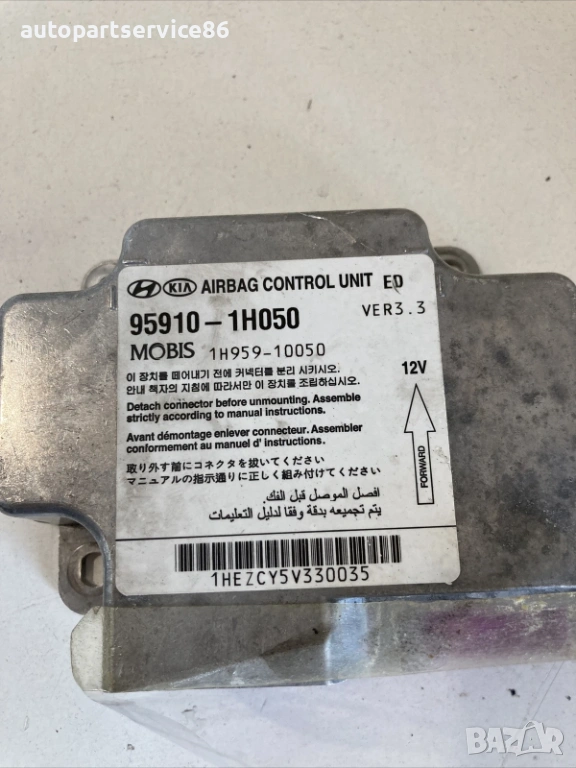 autopartservice86
HYUNDAI KIA AIRBAG CONTROL UNIT ED
95910-1H050 VER3.3
MOBIS 1H959-10050
이 장치를 떼어내기 전에 커넥터를 분리 시키시오.
안내 책자의 지침에 따라서만 이 장치를 조립하십시오.
12V
Detach connector before unmounting. Assemble
strictly according to manual instructions.
Avant démontage enlever connecteur. Assembler
conformement au manuel d' instructions.
FORWARD
取り外す前にコネクタを抜いてください
マニュアルの指示通りに正しく組み付けてください
افصل الموصل قبل الفك.
يتم تجميعه بدقة وفقا لدليل التعليمات
1HEZCY5V330035
BAZAR